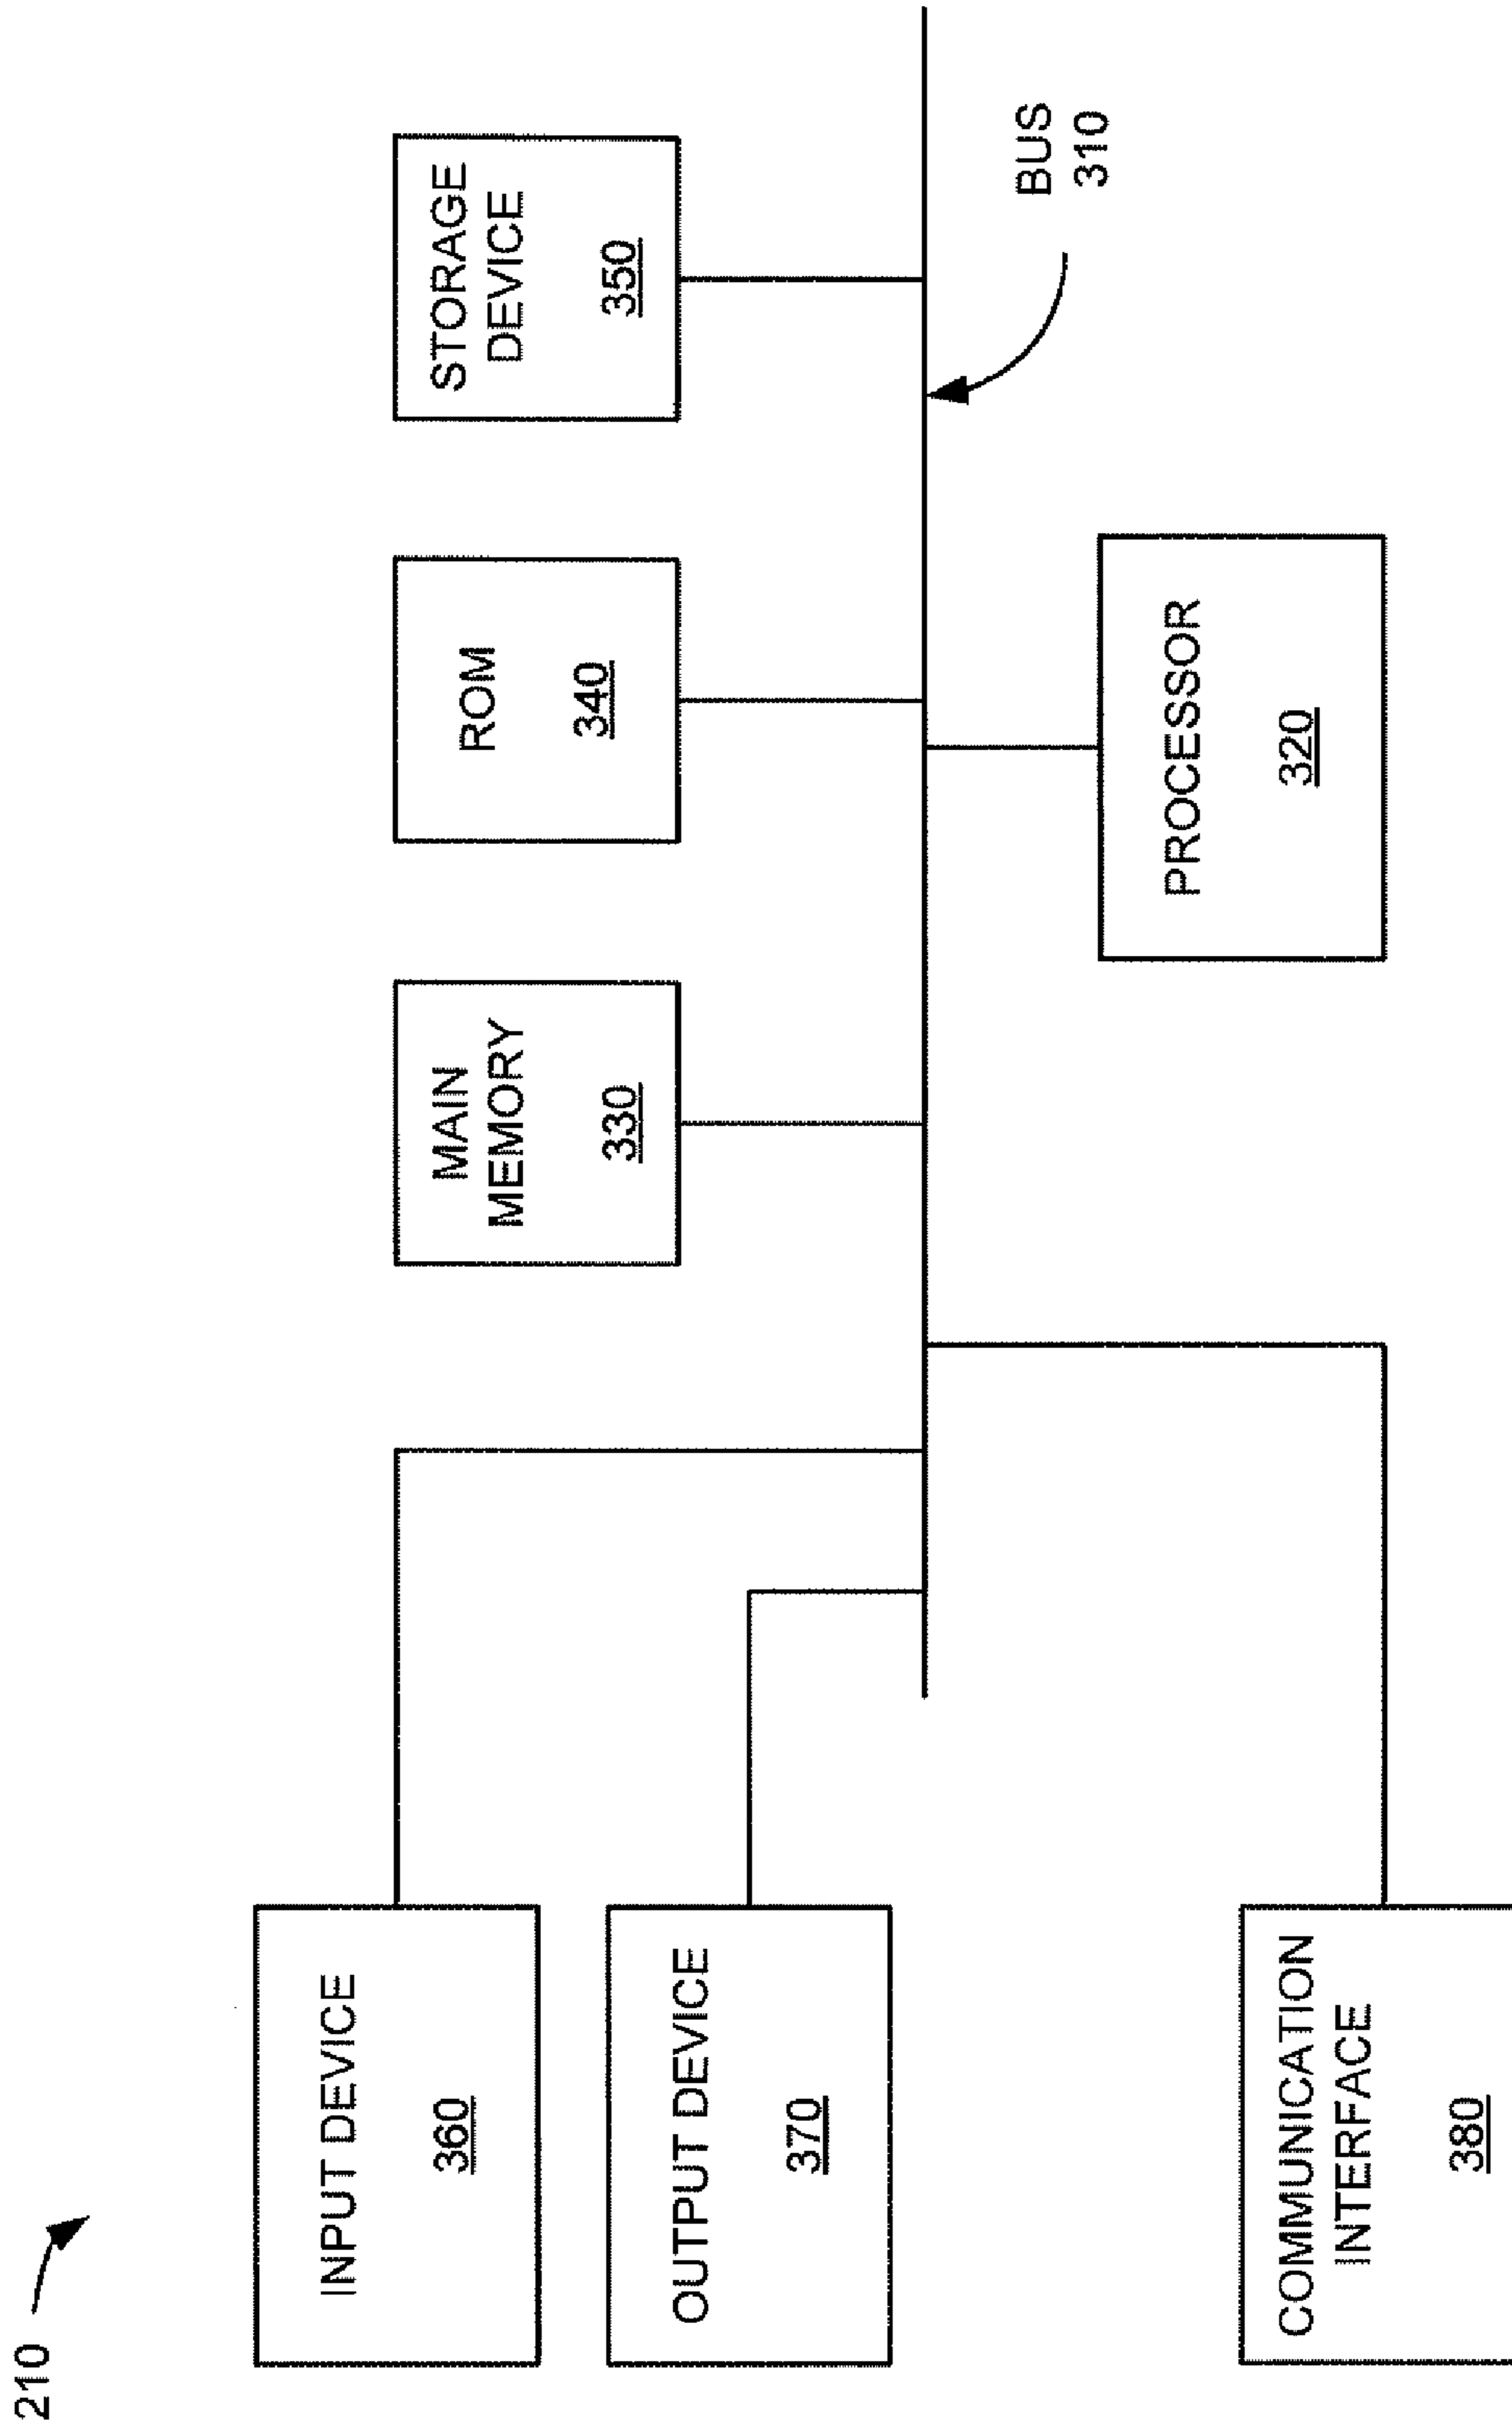 210
INPUT DEVICE
360
OUTPUT DEVICE
370
COMMUNICATION
INTERFACE
380
MAIN
MEMORY
330
ROM
340
STORAGE
DEVICE
350
PROCESSOR
320
BUS
310